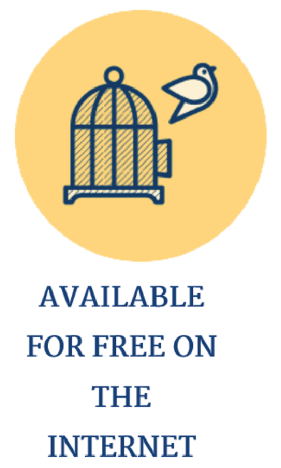 AVAILABLE
FOR FREE ON
THE
INTERNET